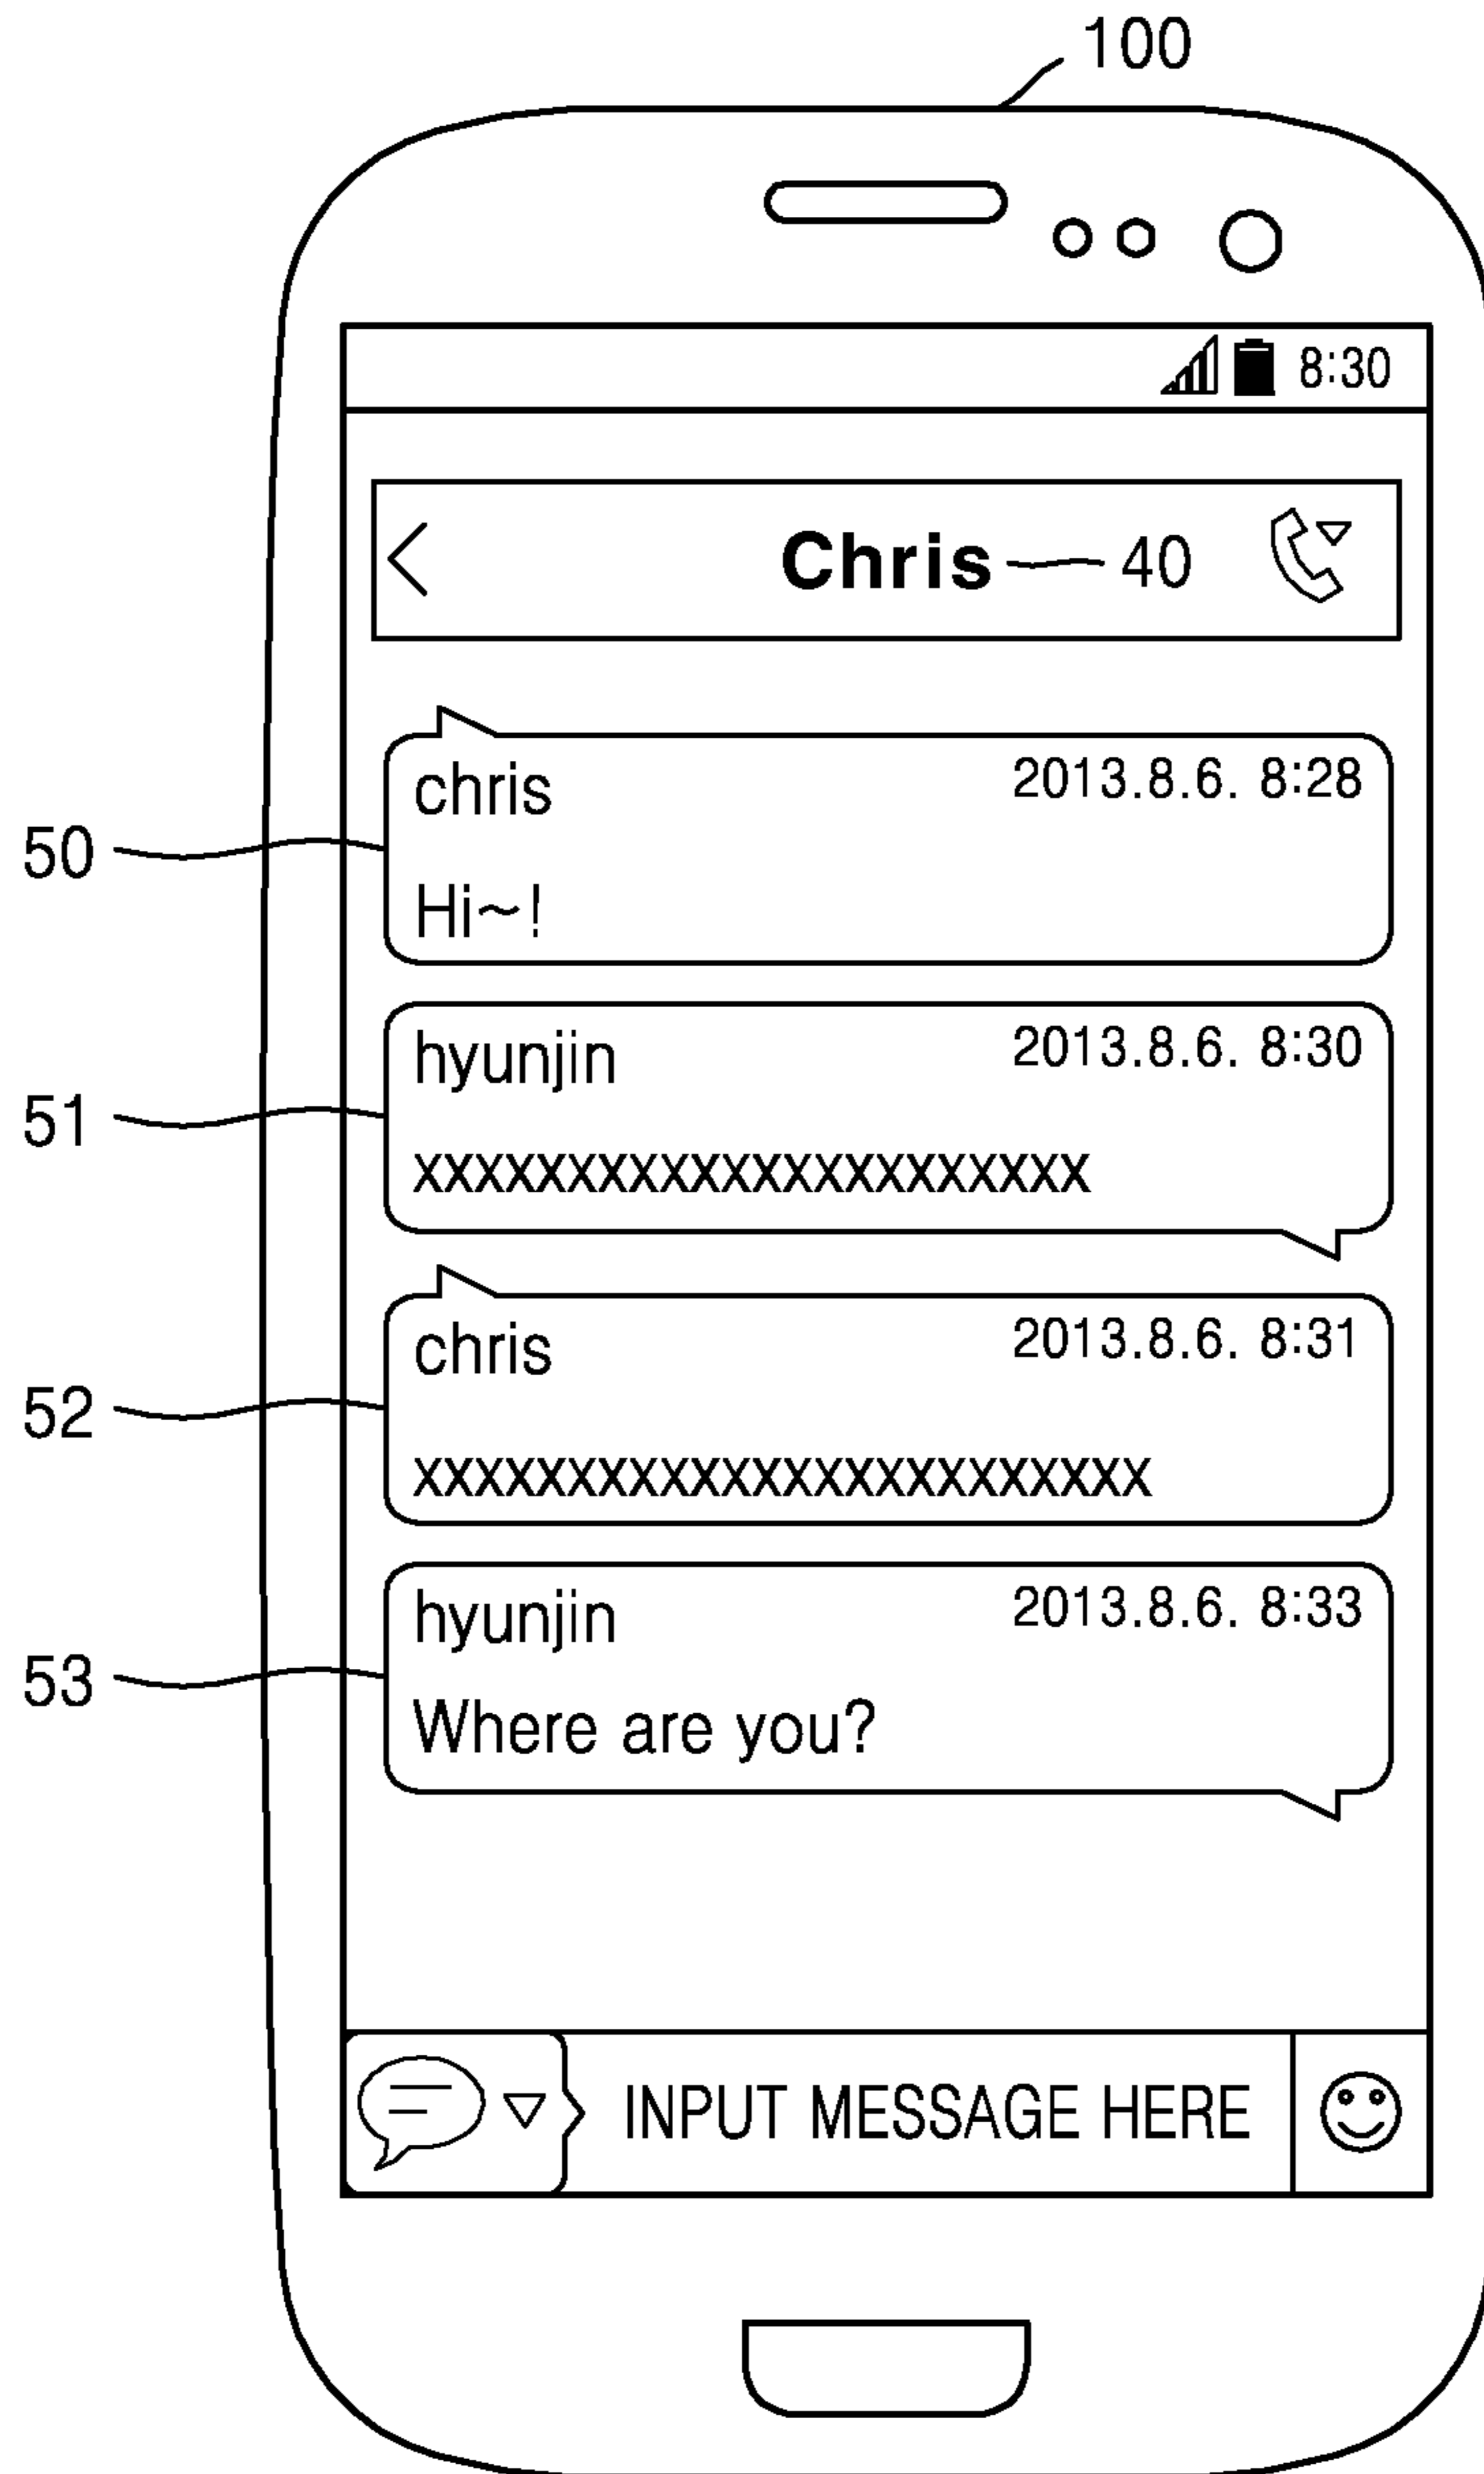 100
8:30
Chris 40
chris 2013.8.6. 8:28
50
Hi~!
hyunjin 2013.8.6. 8:30
51
xxxxxxxxxxxxxxxxxxxxxx
chris 2013.8.6. 8:31
52
xxxxxxxxxxxxxxxxxxxxxxxx
hyunjin 2013.8.6. 8:33
53
Where are you?
INPUT MESSAGE HERE